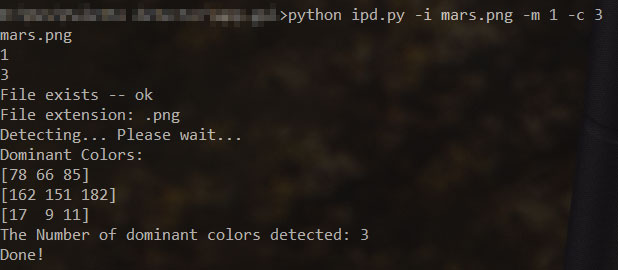 >python ipd.py -i mars.png -m 1 -c 3
mars.png
1
3
File exists -- ok
File extension: .png
Detecting... Please wait...
Dominant Colors:
[78 66 85]
[162 151 182]
[17  9 11]
The Number of dominant colors detected: 3
Done!